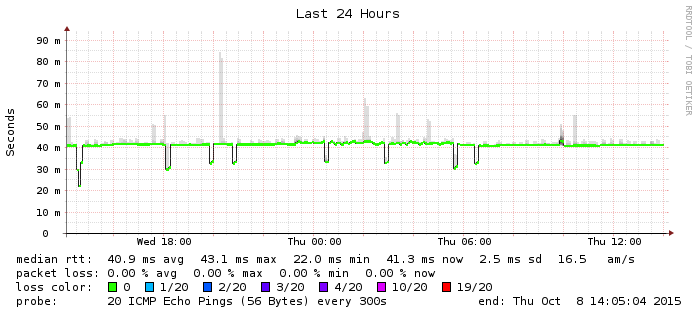 Last 24 Hours
RRDTOOL / TOBI OETIKER
Seconds
90 m
80 m
70 m
60 m
50 m
40 m
30 m
20 m
10 m
0
Wed 18:00 Thu 00:00 Thu 06:00 Thu 12:00
median rtt: 40.9 ms avg 43.1 ms max 22.0 ms min 41.3 ms now 2.5 ms sd 16.5 am/s
packet loss: 0.00 % avg 0.00 % max 0.00 % min 0.00 % now
loss color: 0 1/20 2/20 3/20 4/20 10/20 19/20
probe: 20 ICMP Echo Pings (56 Bytes) every 300s end: Thu Oct 8 14:05:04 2015